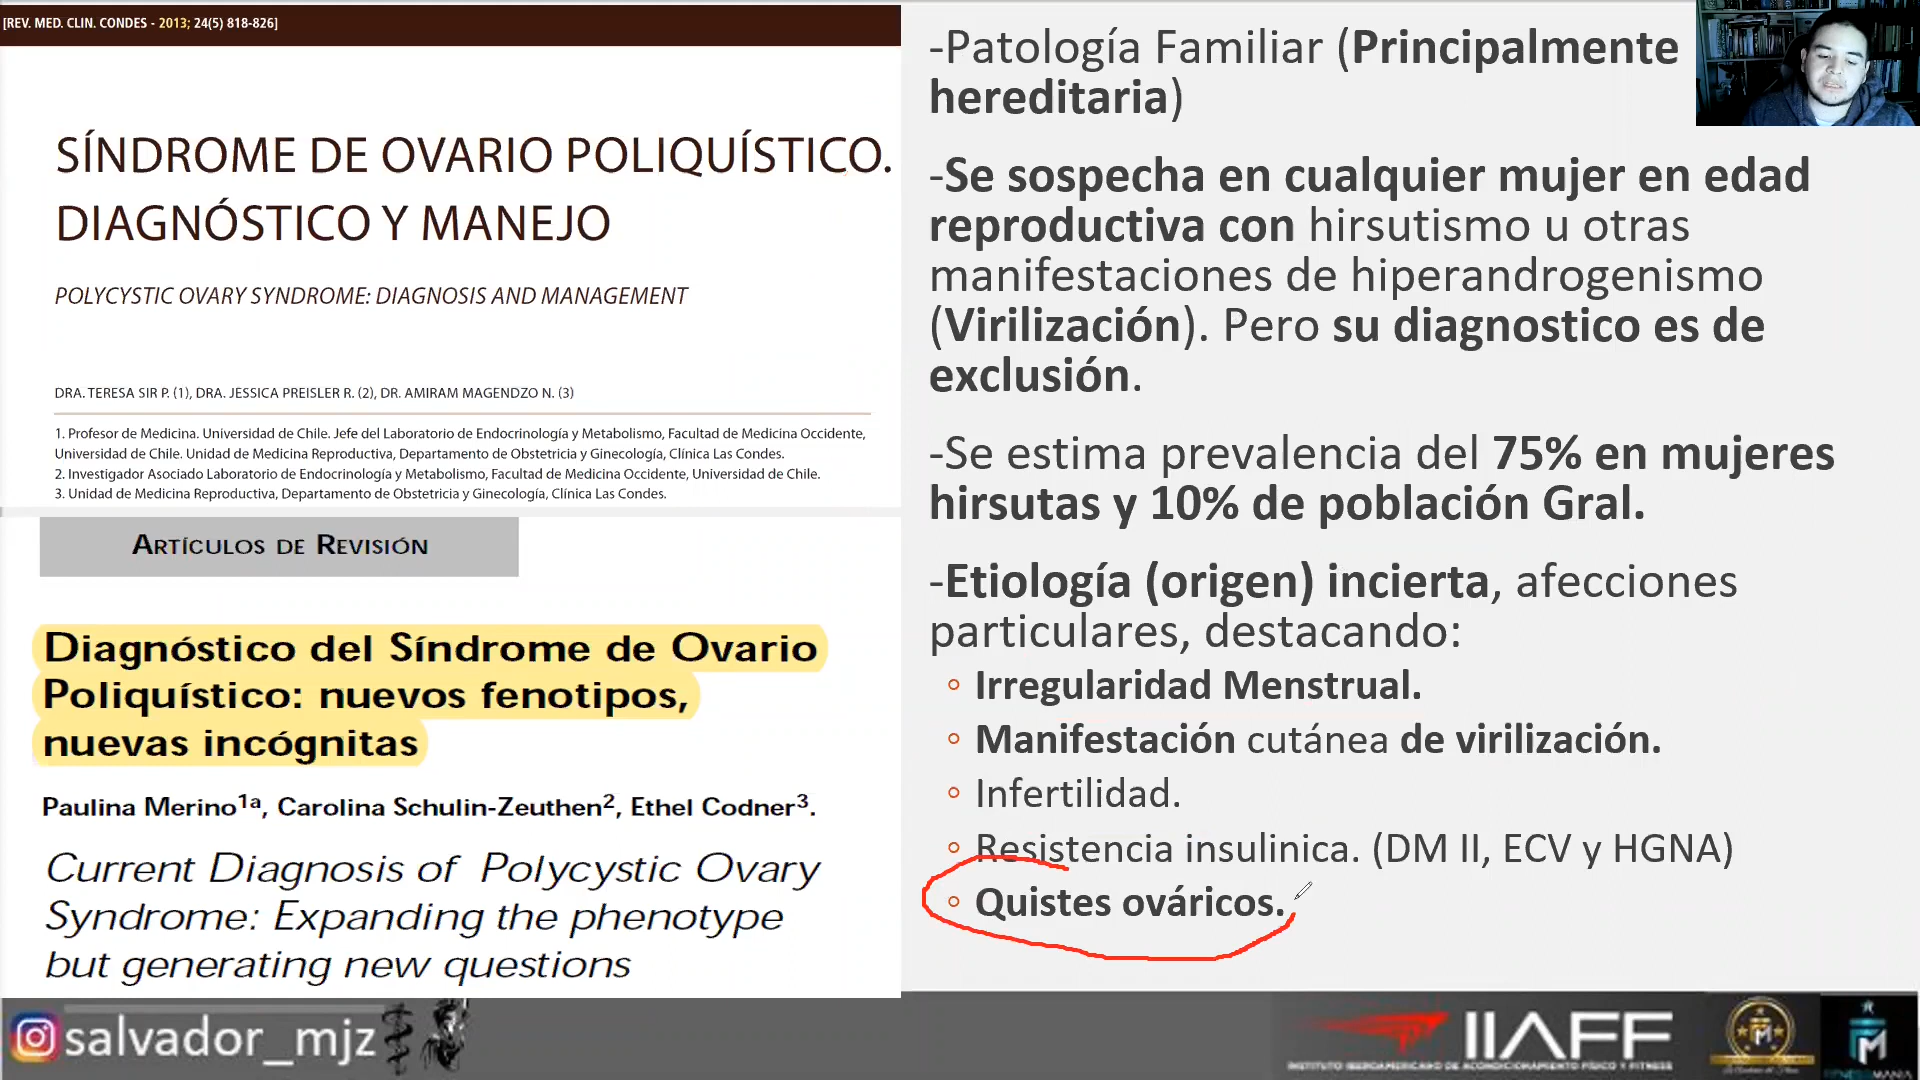 [REV. MED. CLIN. CONDES - 2013; 24(5) 818-826]
SÍNDROME DE OVARIO POLIQUÍSTICO.
DIAGNÓSTICO Y MANEJO
POLYCYSTIC OVARY SYNDROME: DIAGNOSIS AND MANAGEMENT
DRA. TERESA SIR P. (1), DRA. JESSICA PREISLER R. (2), DR. AMIRAM MAGENDZO N. (3)
1. Profesor de Medicina. Universidad de Chile. Jefe del Laboratorio de Endocrinología y Metabolismo, Facultad de Medicina Occidente,
Universidad de Chile. Unidad de Medicina Reproductiva, Departamento de Obstetricia y Ginecología, Clínica Las Condes.
2. Investigador Asociado Laboratorio de Endocrinología y Metabolismo, Facultad de Medicina Occidente, Universidad de Chile.
3. Unidad de Medicina Reproductiva, Departamento de Obstetricia y Ginecología, Clínica Las Condes.
ARTÍCULOS DE REVISIÓN
Diagnóstico del Síndrome de Ovario
Poliquístico: nuevos fenotipos,
nuevas incógnitas
Paulina Merino1a, Carolina Schulin-Zeuthen2, Ethel Codner3.
Current Diagnosis of Polycystic Ovary
Syndrome: Expanding the phenotype
but generating new questions
-Patología Familiar (Principalmente
hereditaria)
-Se sospecha en cualquier mujer en edad
reproductiva con hirsutismo u otras
manifestaciones de hiperandrogenismo
(Virilización). Pero su diagnostico es de
exclusión.
-Se estima prevalencia del 75% en mujeres
hirsutas y 10% de población Gral.
-Etiología (origen) incierta, afecciones
particulares, destacando:
◦ Irregularidad Menstrual.
◦ Manifestación cutánea de virilización.
◦ Infertilidad.
◦ Resistencia insulinica. (DM II, ECV y HGNA)
◦ Quistes ováricos.
salvador_mjz
IIAFF
INSTITUTO IBEROAMERICANO DE ACONDICIONAMIENTO FÍSICO Y FITNESS